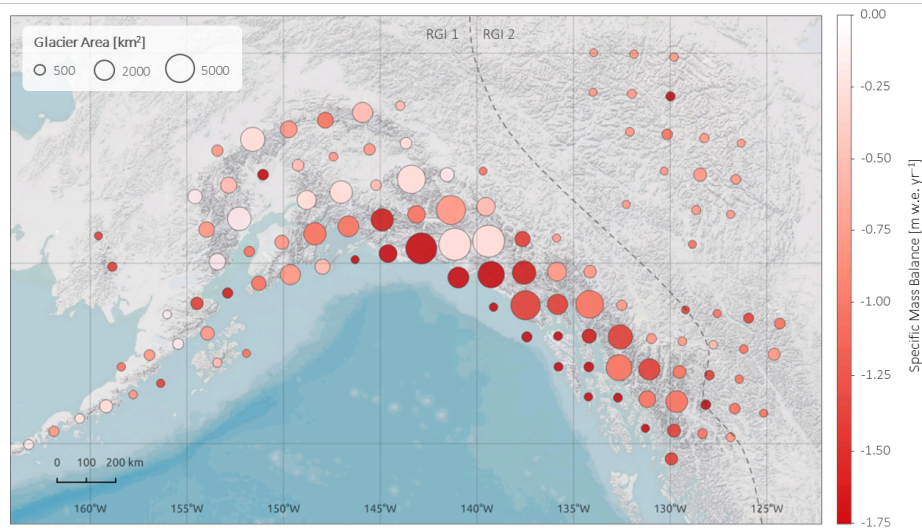 Glacier Area [km²]
500 2000 5000
RGI 1 RGI 2
0 100 200 km
160°W 155°W 150°W 145°W 140°W 135°W 130°W 125°W
0.00
-0.25
-0.50
-0.75
-1.00
-1.25
-1.50
-1.75
Specific Mass Balance [m w.e. yr⁻¹]